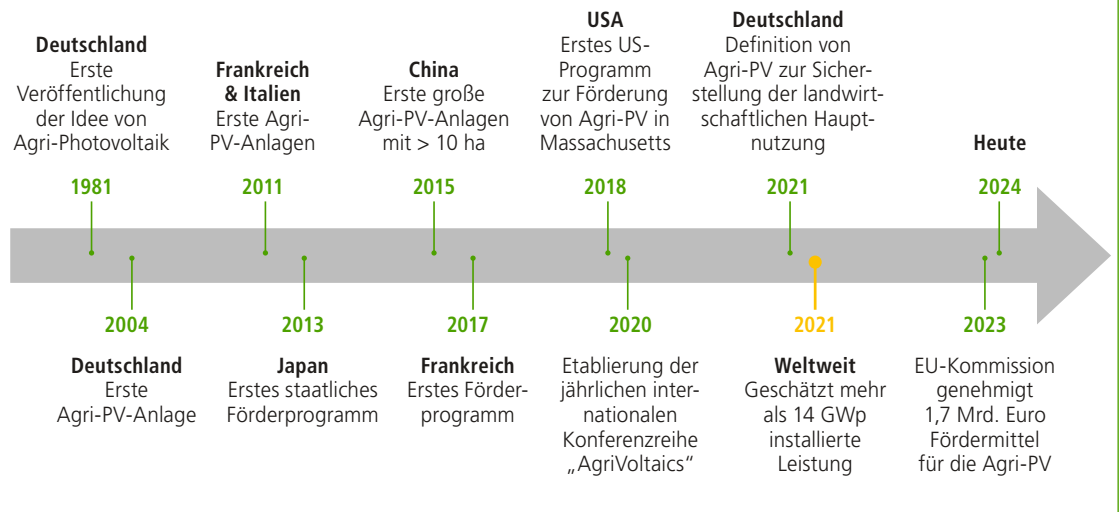 Deutschland
Erste
Veröffentlichung
der Idee von
Agri-Photovoltaik
1981
Deutschland
Erste
Agri-PV-Anlage
2004
Frankreich
& Italien
Erste Agri-
PV-Anlagen
2011
Japan
Erstes staatliches
Förderprogramm
2013
China
Erste große
Agri-PV-Anlagen
mit > 10 ha
2015
Frankreich
Erstes Förder-
programm
2017
USA
Erstes US-
Programm
zur Förderung
von Agri-PV in
Massachusetts
2018
2020
Etablierung der
jährlichen inter-
nationalen
Konferenzreihe
„AgriVoltaics“
Deutschland
Definition von
Agri-PV zur Sicher-
stellung der landwirt-
schaftlichen Haupt-
nutzung
2021
2021
Weltweit
Geschätzt mehr
als 14 GWp
installierte
Leistung
2023
EU-Kommission
genehmigt
1,7 Mrd. Euro
Fördermittel
für die Agri-PV
Heute
2024